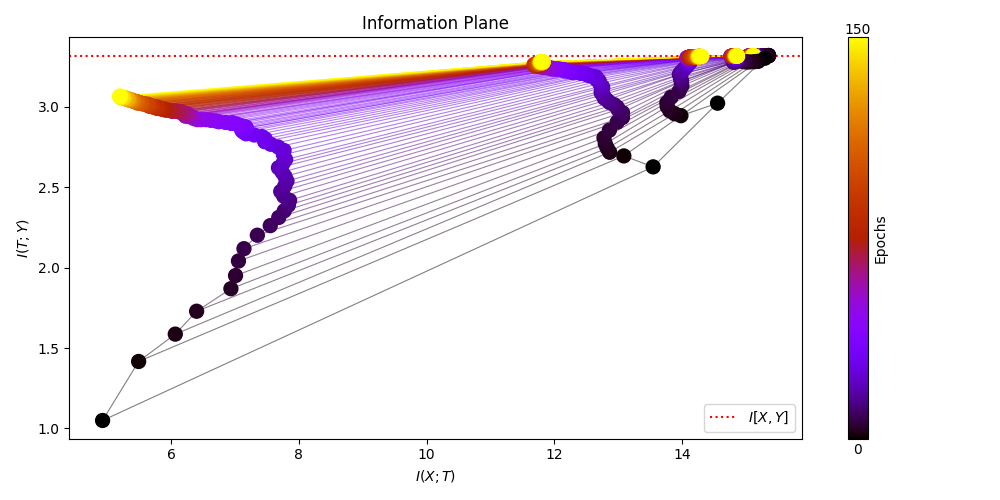 Information Plane
150
3.0
2.5
2.0
1.5
1.0
I(T; Y)
Epochs
I[X, Y]
0
6
8
10
12
14
I(X; T)